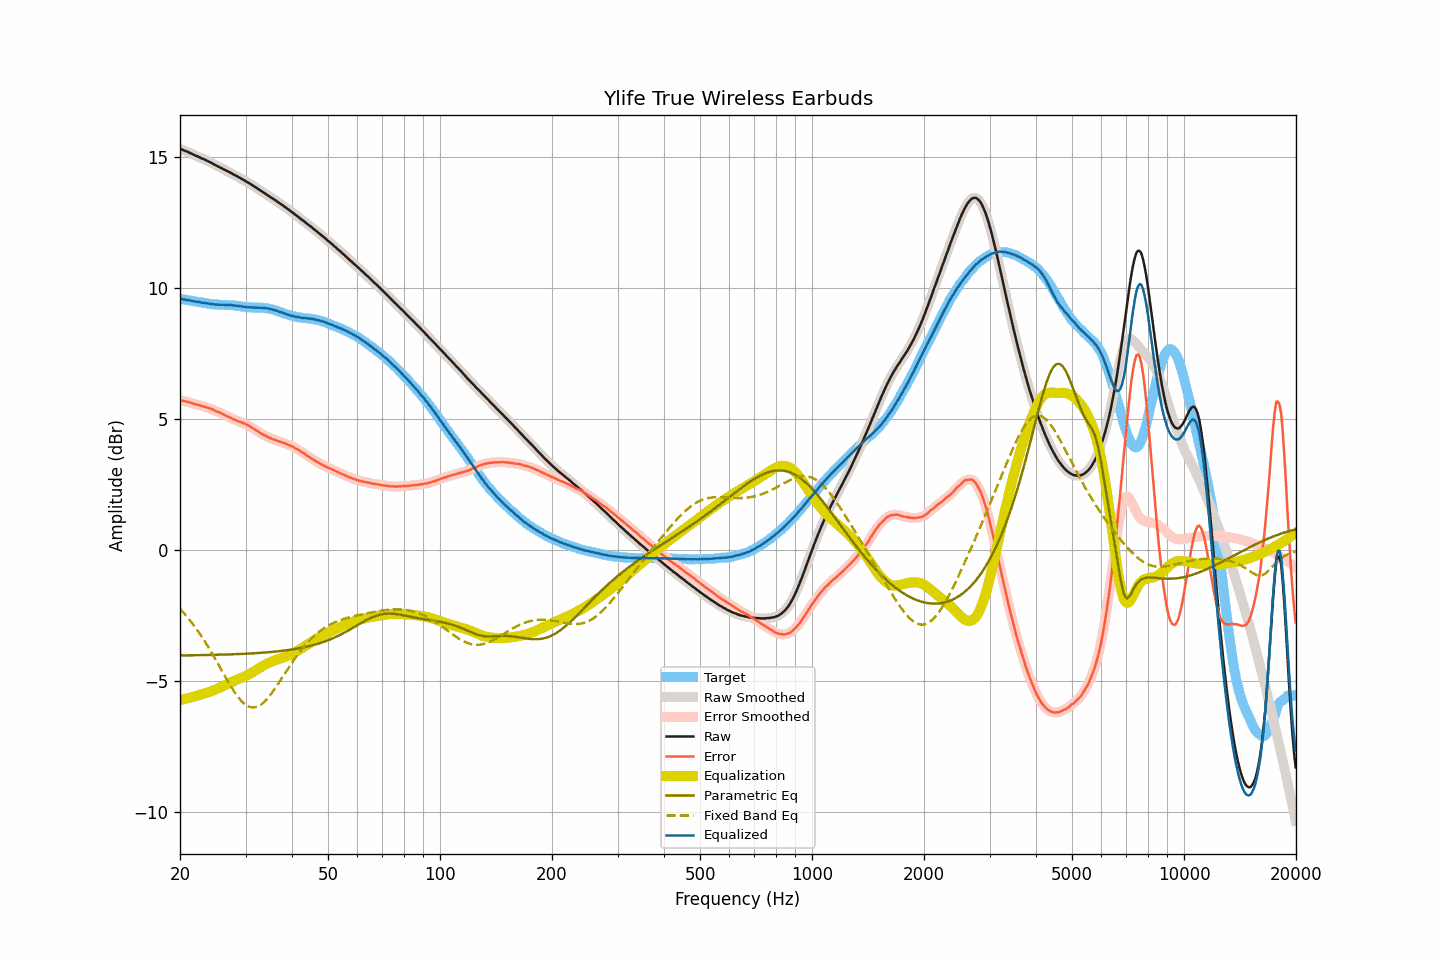 Ylife True Wireless Earbuds
Amplitude (dBr)
15
10
5
0
−5
−10
Target
Raw Smoothed
Error Smoothed
Raw
Error
Equalization
Parametric Eq
Fixed Band Eq
Equalized
20 50 100 200 500 1000 2000 5000 10000 20000
Frequency (Hz)